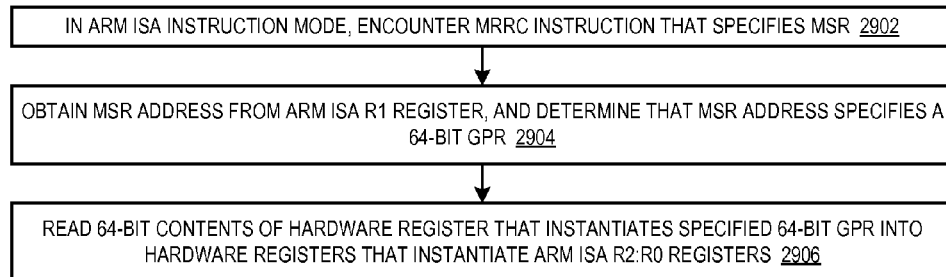 IN ARM ISA INSTRUCTION MODE, ENCOUNTER MRRC INSTRUCTION THAT SPECIFIES MSR 2902
OBTAIN MSR ADDRESS FROM ARM ISA R1 REGISTER, AND DETERMINE THAT MSR ADDRESS SPECIFIES A
64-BIT GPR 2904
READ 64-BIT CONTENTS OF HARDWARE REGISTER THAT INSTANTIATES SPECIFIED 64-BIT GPR INTO
HARDWARE REGISTERS THAT INSTANTIATE ARM ISA R2:R0 REGISTERS 2906